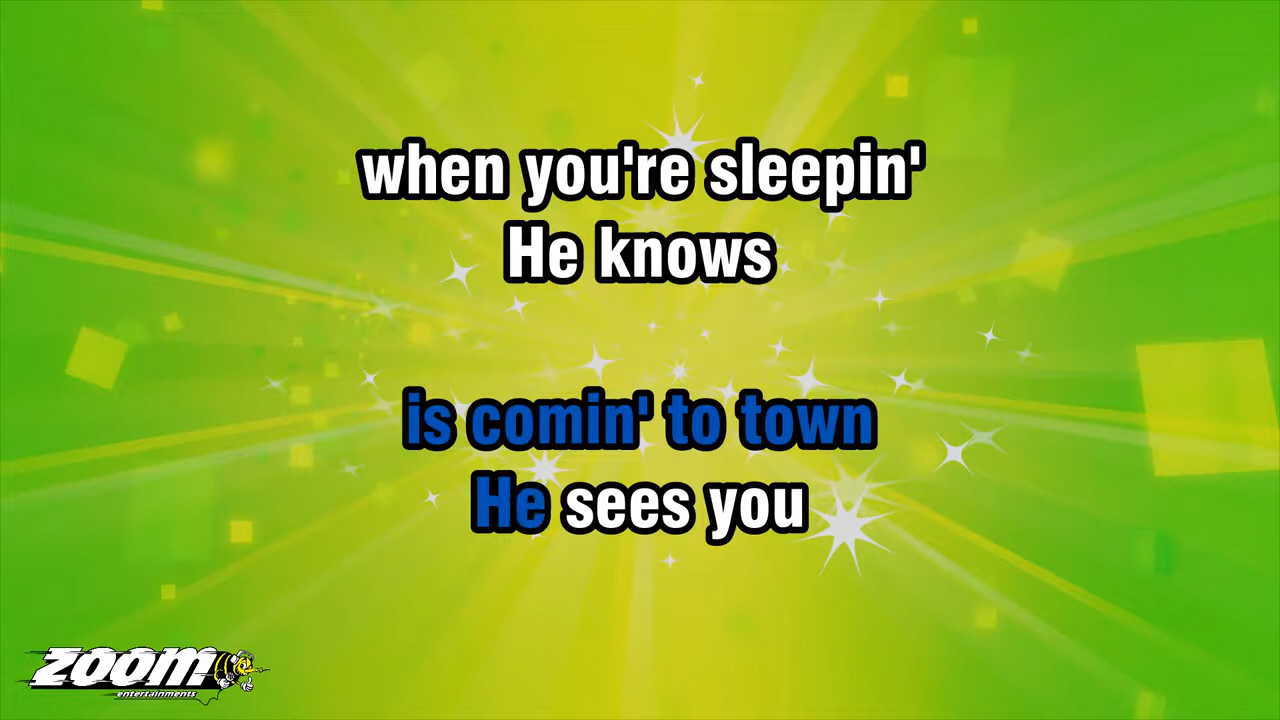 when you're sleepin'
He knows
is comin' to town
He sees you
zoom
entertainments